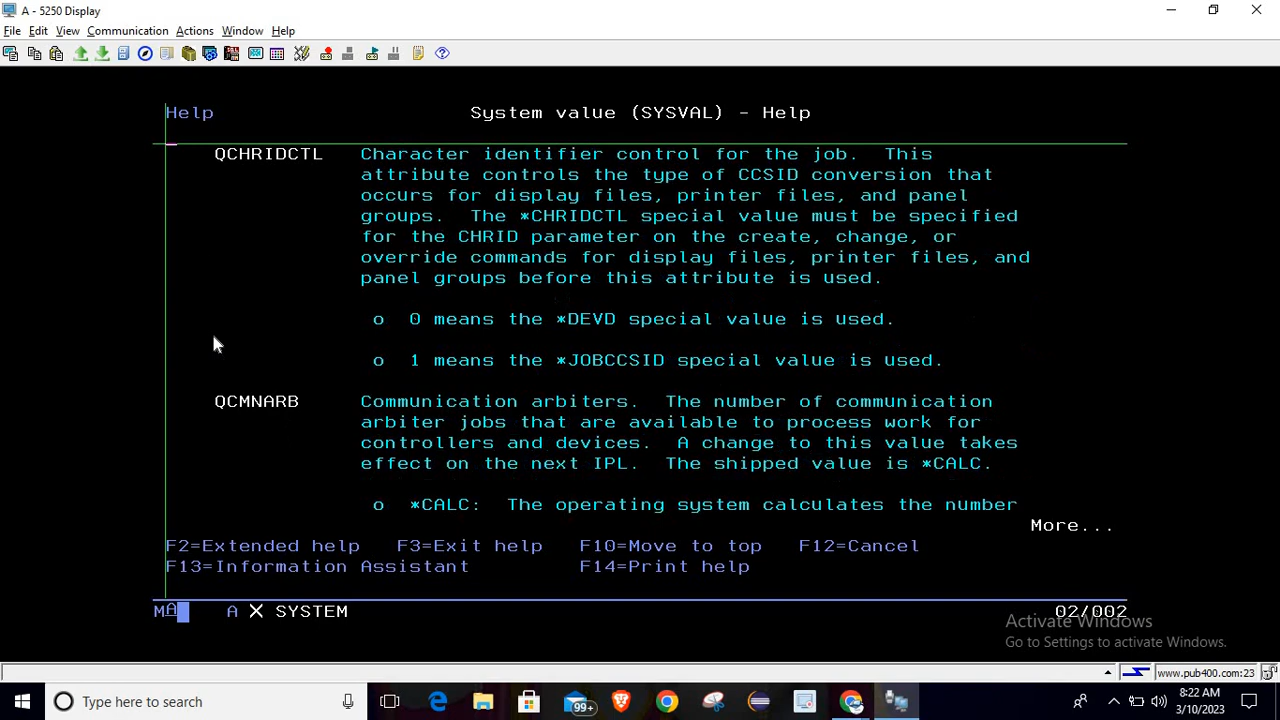 A - 5250 Display
File Edit View Communication Actions Window Help
Help System value (SYSVAL) - Help
QCHRIDCTL Character identifier control for the job. This
attribute controls the type of CCSID conversion that
occurs for display files, printer files, and panel
groups. The *CHRIDCTL special value must be specified
for the CHRID parameter on the create, change, or
override commands for display files, printer files, and
panel groups before this attribute is used.
o 0 means the *DEVD special value is used.
o 1 means the *JOBCCSID special value is used.
QCMNARB Communication arbiters. The number of communication
arbiter jobs that are available to process work for
controllers and devices. A change to this value takes
effect on the next IPL. The shipped value is *CALC.
o *CALC: The operating system calculates the number
More...
F2=Extended help F3=Exit help F10=Move to top F12=Cancel
F13=Information Assistant F14=Print help
MA A X SYSTEM 02/002
Activate Windows
Go to Settings to activate Windows.
www.pub400.com:23
Type here to search 99+ 8:22 AM
3/10/2023